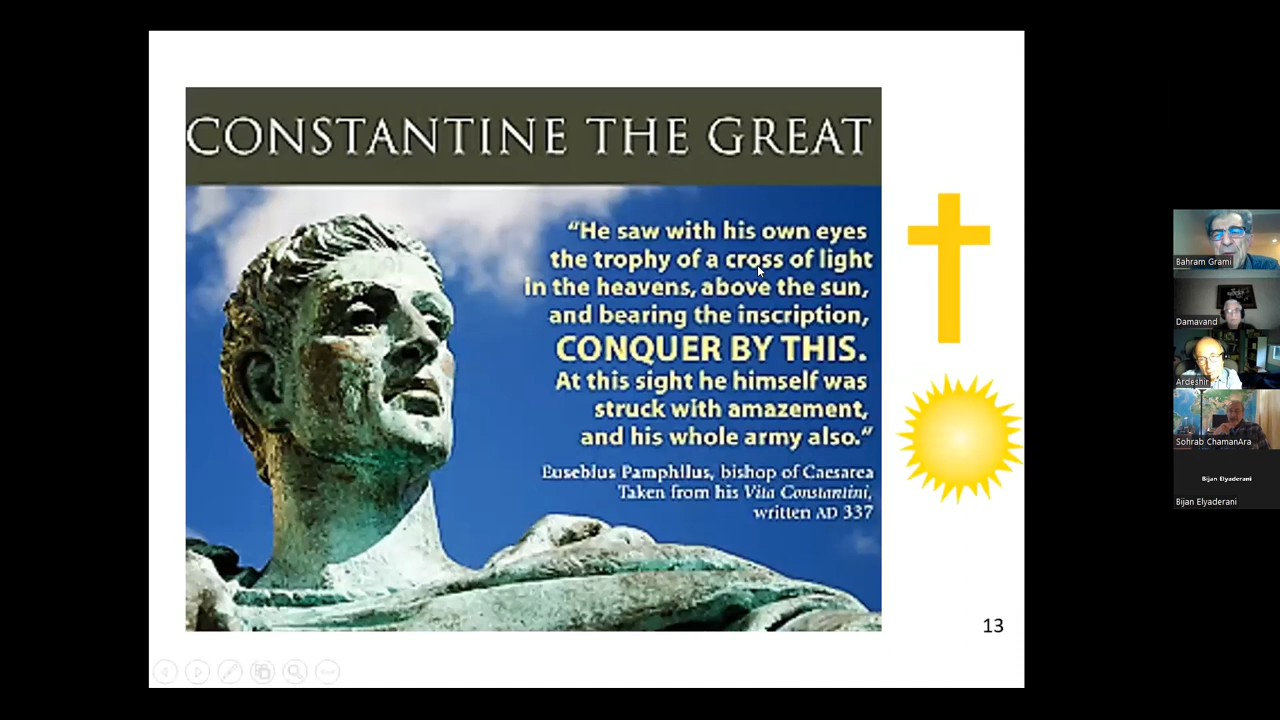 CONSTANTINE THE GREAT
“He saw with his own eyes
the trophy of a cross of light
in the heavens, above the sun,
and bearing the inscription,
CONQUER BY THIS.
At this sight he himself was
struck with amazement,
and his whole army also.”
Eusebius Pamphilus, bishop of Caesarea
Taken from his Vita Constantini,
written AD 337
13
Bahram Grami
Damavand
Ardeshir
Sohrab ChamanAra
Bijan Elyaderani
Bijan Elyaderani